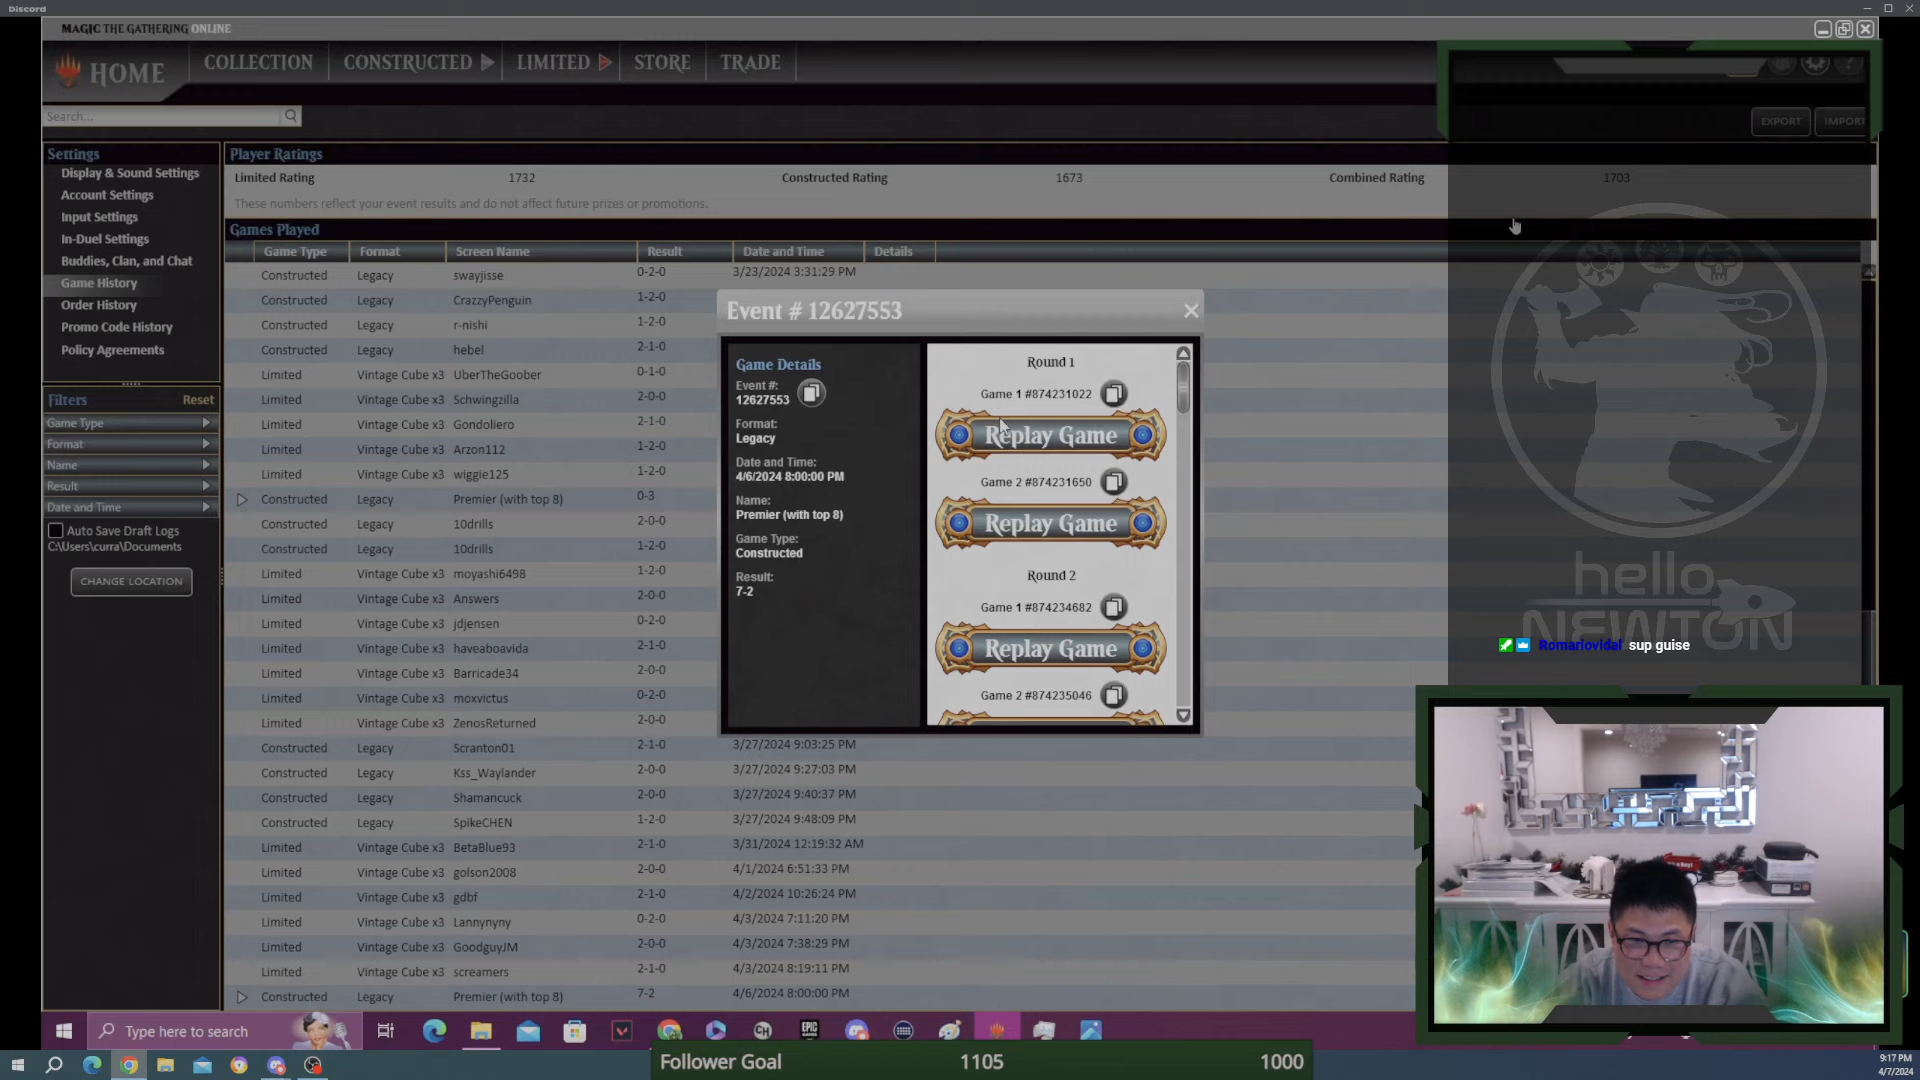 Discord
MAGIC THE GATHERING ONLINE
HOME
COLLECTION
CONSTRUCTED
LIMITED
STORE
TRADE
Search...
EXPORT
IMPORT
Settings
Display & Sound Settings
Account Settings
Input Settings
In-Duel Settings
Buddies, Clan, and Chat
Game History
Order History
Promo Code History
Policy Agreements
Filters Reset
Game Type
Format
Name
Result
Date and Time
Auto Save Draft Logs
C:\Users\curra\Documents
CHANGE LOCATION
Player Ratings
Limited Rating 1732 Constructed Rating 1673 Combined Rating 1703
These numbers reflect your event results and do not affect future prizes or promotions.
Games Played
Game Type Format Screen Name Result Date and Time Details
Constructed Legacy swayjisse 0-2-0 3/23/2024 3:31:29 PM
Constructed Legacy CrazzyPenguin 1-2-0
Constructed Legacy r-nishi 1-2-0
Constructed Legacy hebel 2-1-0
Limited Vintage Cube x3 UberTheGoober 0-1-0
Limited Vintage Cube x3 Schwingzilla 2-0-0
Limited Vintage Cube x3 Gondoliero 2-1-0
Limited Vintage Cube x3 Arzon112 1-2-0
Limited Vintage Cube x3 wiggie125 1-2-0
Constructed Legacy Premier (with top 8) 0-3
Constructed Legacy 10drills 2-0-0
Constructed Legacy 10drills 1-2-0
Limited Vintage Cube x3 moyashi6498 1-2-0
Limited Vintage Cube x3 Answers 2-0-0
Limited Vintage Cube x3 jdjensen 0-2-0
Limited Vintage Cube x3 haveaboavida 2-1-0
Limited Vintage Cube x3 Barricade34 2-0-0
Limited Vintage Cube x3 moxvictus 0-2-0
Limited Vintage Cube x3 ZenosReturned 2-0-0
Constructed Legacy Scranton01 2-1-0 3/27/2024 9:03:25 PM
Constructed Legacy Kss_Waylander 2-0-0 3/27/2024 9:27:03 PM
Constructed Legacy Shamancuck 2-0-0 3/27/2024 9:40:37 PM
Constructed Legacy SpikeCHEN 1-2-0 3/27/2024 9:48:09 PM
Limited Vintage Cube x3 BetaBlue93 2-1-0 3/31/2024 12:19:32 AM
Limited Vintage Cube x3 golson2008 2-0-0 4/1/2024 6:51:33 PM
Limited Vintage Cube x3 gdbf 2-1-0 4/2/2024 10:26:24 PM
Limited Vintage Cube x3 Lannynyny 0-2-0 4/3/2024 7:11:20 PM
Limited Vintage Cube x3 GoodguyJM 2-0-0 4/3/2024 7:38:29 PM
Limited Vintage Cube x3 screamers 2-1-0 4/3/2024 8:19:11 PM
Constructed Legacy Premier (with top 8) 7-2 4/6/2024 8:00:00 PM
Event # 12627553
Game Details
Event #:
12627553
Format:
Legacy
Date and Time:
4/6/2024 8:00:00 PM
Name:
Premier (with top 8)
Game Type:
Constructed
Result:
7-2
Round 1
Game 1 #874231022
Replay Game
Game 2 #874231650
Replay Game
Round 2
Game 1 #874234682
Replay Game
Game 2 #874235046
hello
NEWTON
Romariovidal sup guise
Type here to search
CH
EPIC
GAMES
Follower Goal 1105 1000
9:17 PM
4/7/2024